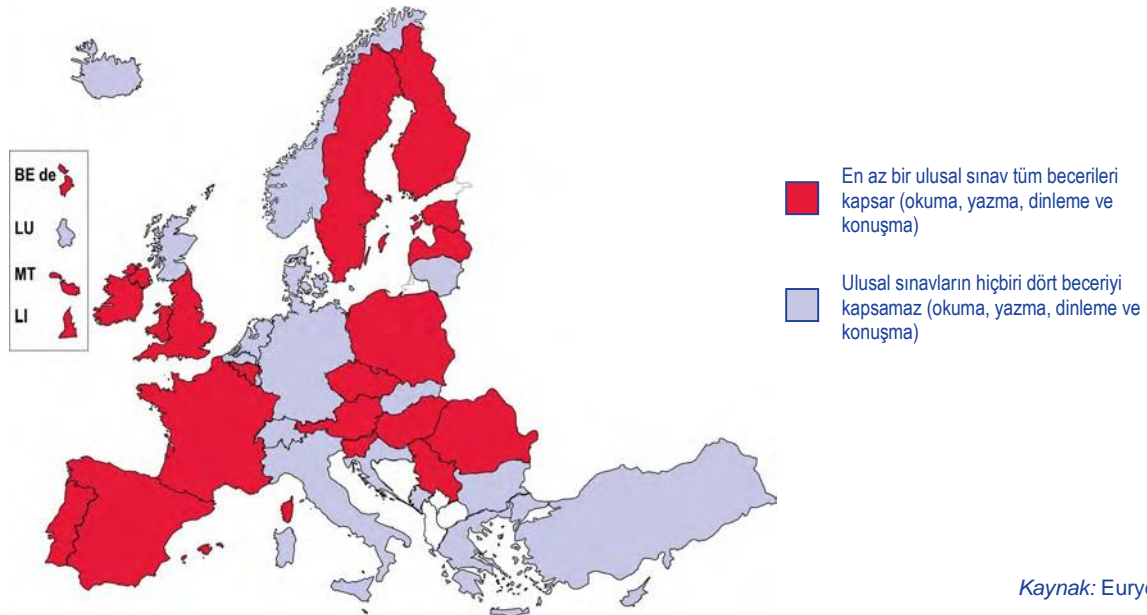 BE de
LU
MT
LI
En az bir ulusal sınav tüm becerileri
kapsar (okuma, yazma, dinleme ve
konuşma)
Ulusal sınavların hiçbiri dört beceriyi
kapsamaz (okuma, yazma, dinleme ve
konuşma)
Kaynak: Eury